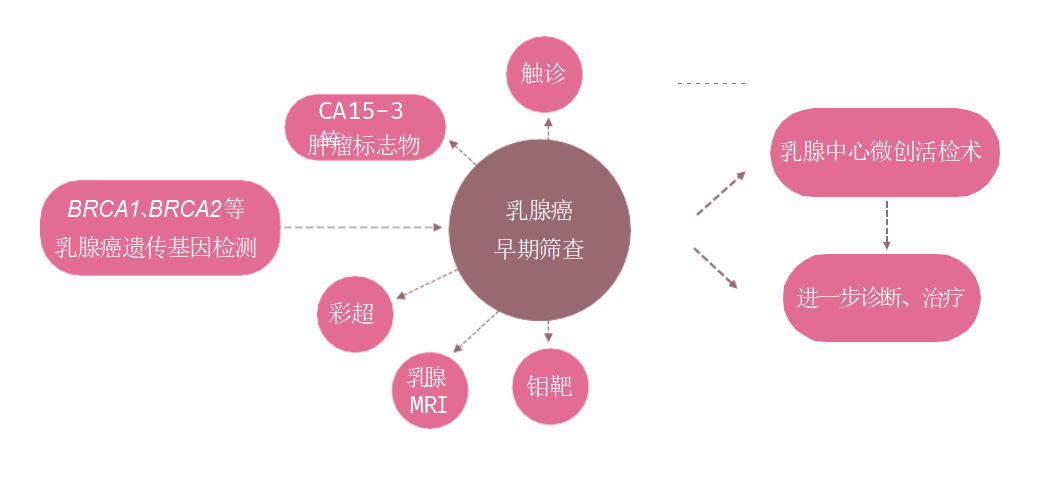 触诊
CA15-3
等
肿瘤标志物
乳腺中心微创活检术
BRCA1、BRCA2等
乳腺癌遗传基因检测
乳腺癌
早期筛查
进一步诊断、治疗
彩超
乳腺
MRI
钼靶